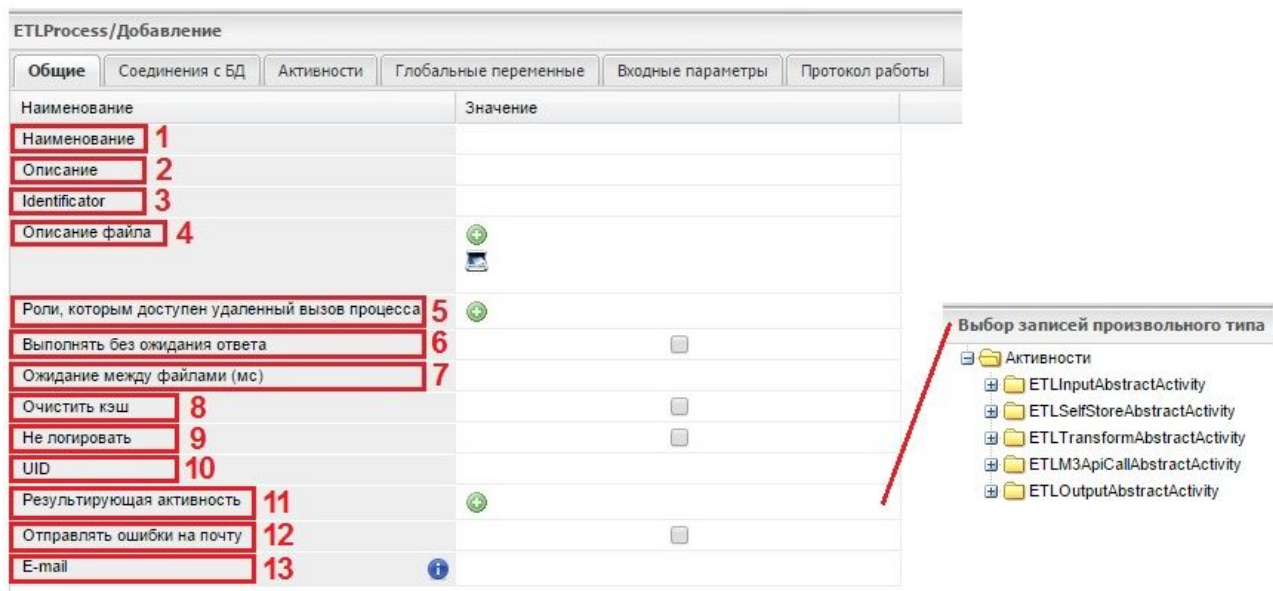 ETLProcess/Добавление
Общие Соединения с БД Активности Глобальные переменные Входные параметры Протокол работы
Наименование Значение
Наименование 1
Описание 2
Identificator 3
Описание файла 4
Роли, которым доступен удаленный вызов процесса 5
Выполнять без ожидания ответа 6
Ожидание между файлами (мс) 7
Очистить кэш 8
Не логировать 9
UID 10
Результирующая активность 11
Отправлять ошибки на почту 12
E-mail 13
Выбор записей произвольного типа
Активности
ETLInputAbstractActivity
ETLSelfStoreAbstractActivity
ETLTransformAbstractActivity
ETLM3ApiCallAbstractActivity
ETLOutputAbstractActivity